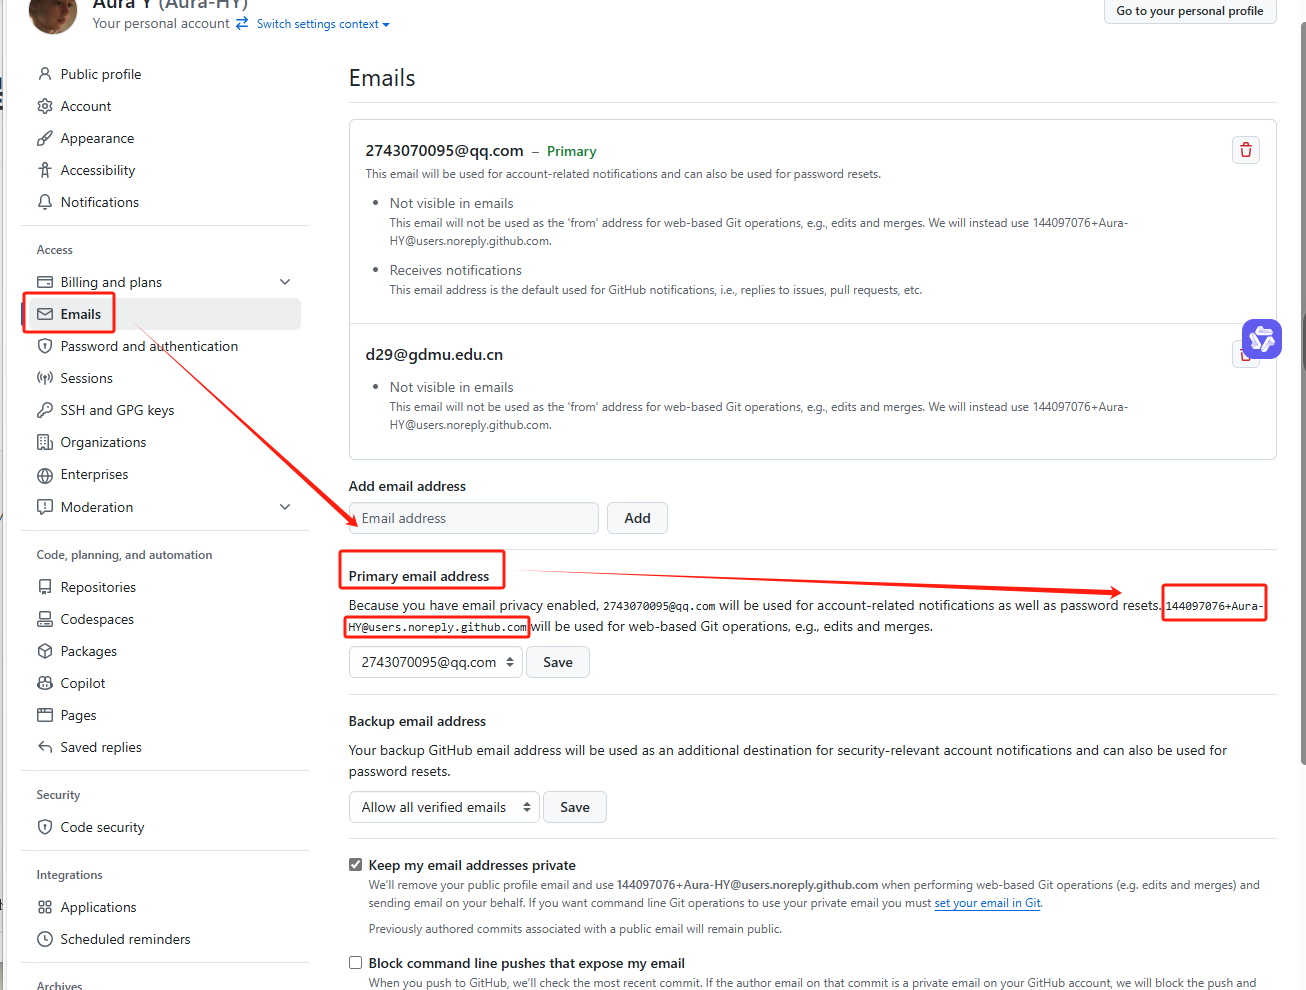 Aura Y (Aura-HY)
Your personal account Switch settings context
Go to your personal profile
Public profile
Account
Appearance
Accessibility
Notifications
Access
Billing and plans
Emails
Password and authentication
Sessions
SSH and GPG keys
Organizations
Enterprises
Moderation
Code, planning, and automation
Repositories
Codespaces
Packages
Copilot
Pages
Saved replies
Security
Code security
Integrations
Applications
Scheduled reminders
Archives
Emails
2743070095@qq.com – Primary
This email will be used for account-related notifications and can also be used for password resets.
Not visible in emails
This email will not be used as the 'from' address for web-based Git operations, e.g., edits and merges. We will instead use 144097076+Aura-
HY@users.noreply.github.com.
Receives notifications
This email address is the default used for GitHub notifications, i.e., replies to issues, pull requests, etc.
d29@gdmu.edu.cn
Not visible in emails
This email will not be used as the 'from' address for web-based Git operations, e.g., edits and merges. We will instead use 144097076+Aura-
HY@users.noreply.github.com.
Add email address
Email address Add
Primary email address
Because you have email privacy enabled, 2743070095@qq.com will be used for account-related notifications as well as password resets. 144097076+Aura-
HY@users.noreply.github.com will be used for web-based Git operations, e.g., edits and merges.
2743070095@qq.com Save
Backup email address
Your backup GitHub email address will be used as an additional destination for security-relevant account notifications and can also be used for
password resets.
Allow all verified emails Save
Keep my email addresses private
We'll remove your public profile email and use 144097076+Aura-HY@users.noreply.github.com when performing web-based Git operations (e.g. edits and merges) and
sending email on your behalf. If you want command line Git operations to use your private email you must set your email in Git.
Previously authored commits associated with a public email will remain public.
Block command line pushes that expose my email
When you push to GitHub, we'll check the most recent commit. If the author email on that commit is a private email on your GitHub account, we will block the push and